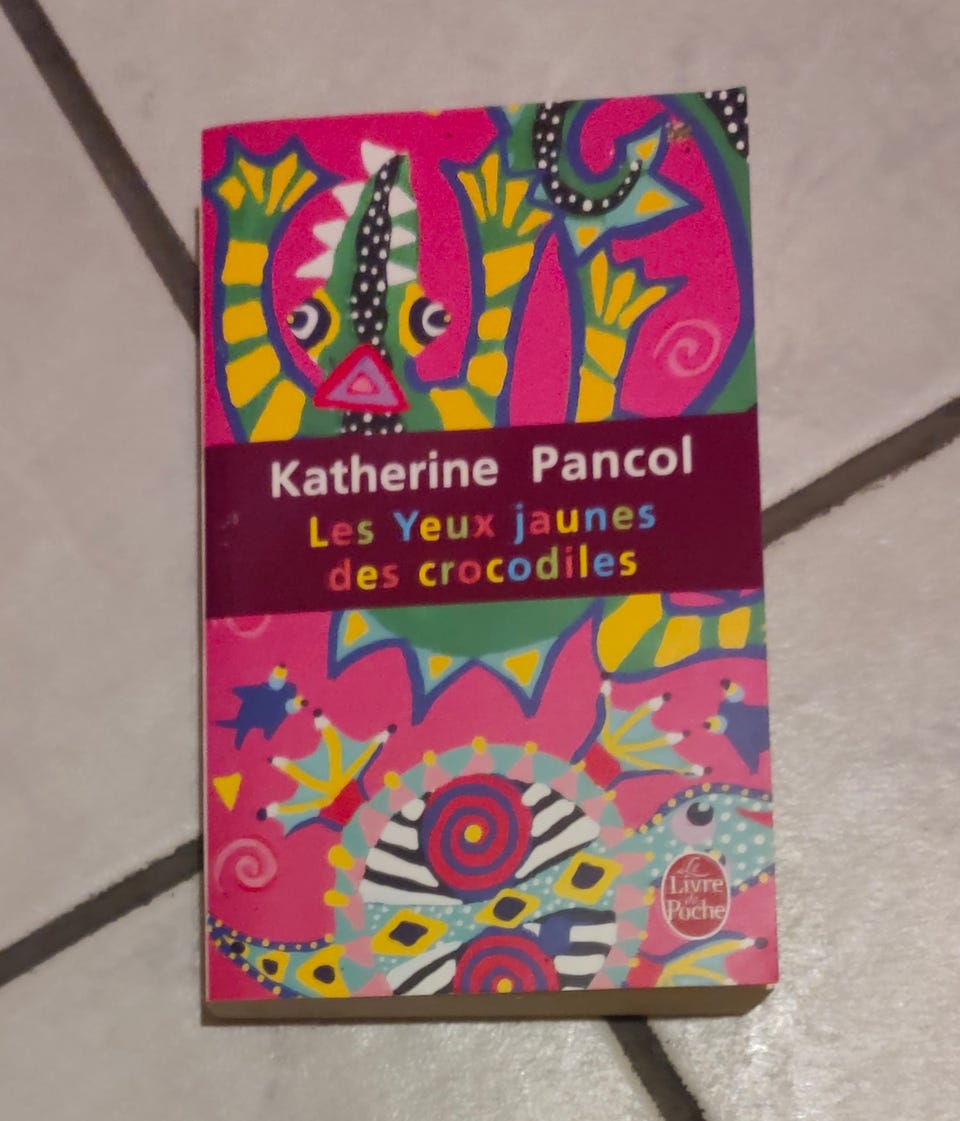 Katherine Pancol
Les Yeux jaunes
des crocodiles
Le
Livre
de
Poche